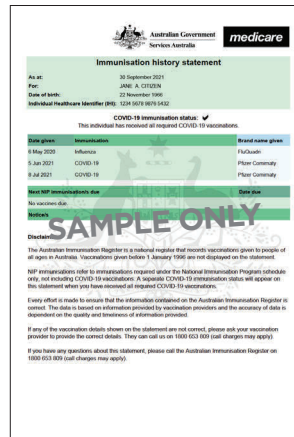 Australian Government
Services Australia
medicare
Immunisation history statement
As at: 30 September 2021
For: JANE A CITIZEN
Date of birth: 22 November 1966
Individual Healthcare Identifier (IHI): 1234 5678 9876 5432
COVID-19 immunisation status: ✔
This individual has received all required COVID-19 vaccinations.
Date given Immunisation Brand name given
6 May 2020 Influenza FluQuadri
5 Jun 2021 COVID-19 Pfizer Comirnaty
8 Jul 2021 COVID-19 Pfizer Comirnaty
Next NIP immunisation/s due Date due
No vaccines due.
Notice/s
SAMPLE ONLY
Disclaimer
The Australian Immunisation Register is a national register that records vaccinations given to people of
all ages in Australia. Vaccinations given before 1 January 1996 are not displayed on the statement.
NIP immunisations refer to immunisations required under the National Immunisation Program schedule
only, not including COVID-19 vaccinations. A separate COVID-19 immunisation status will appear on
this statement when you have received all required COVID-19 vaccinations.
Every effort is made to ensure that the information contained on the Australian Immunisation Register is
correct. The data is based on information provided by vaccination providers and the accuracy of data is
dependent on the quality and timeliness of information provided.
If any of the vaccination details shown on the statement are not correct, please ask your vaccination
provider to provide the correct details. They can call us on 1800 653 809 (call charges may apply).
If you have any questions about this statement, please call the Australian Immunisation Register on
1800 653 809 (call charges may apply).